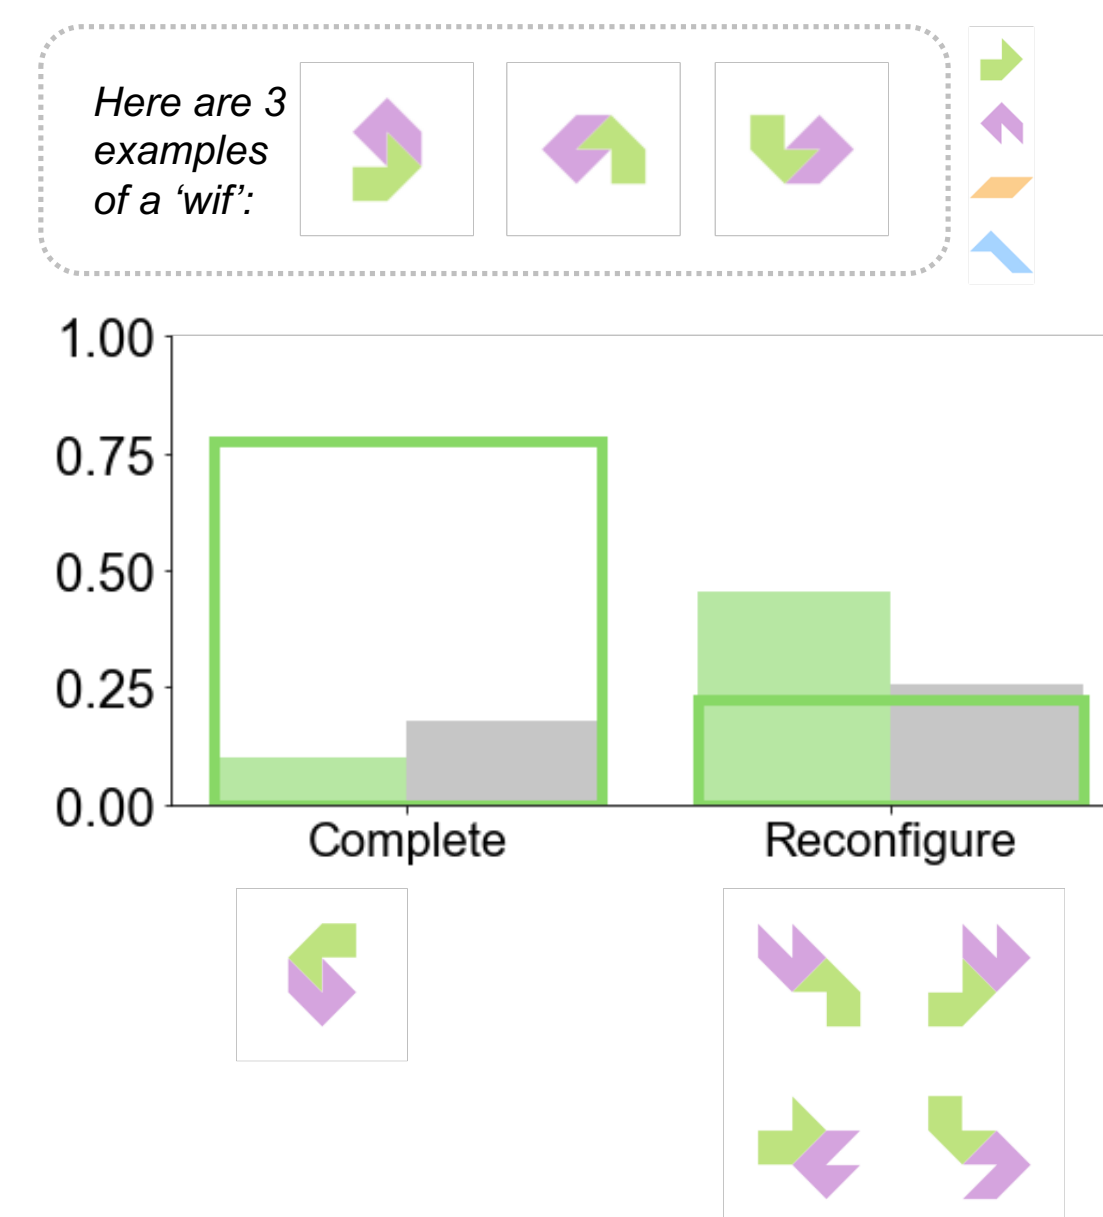 Here are 3
examples
of a ‘wif’:
1.00
0.75
0.50
0.25
0.00
Complete
Reconfigure